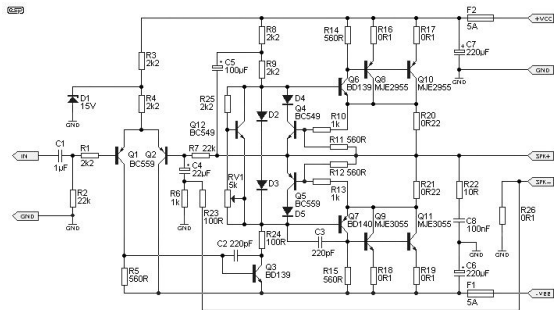 R14
560R
R16
0R1
R17
0R1
F2
5A
+VCC
R8
2k2
C5
100µF
R9
2k2
R3
2k2
D1
15V
GND
R4
2k2
R25
2k2
Q12
BC549
D2
D4
Q4
BC549
Q6
BD139
Q8
MJE2955
Q10
MJE2955
C7
220µF
GND
GND
R10
1k
R11 560R
R20
0R22
IN
C1
1µF
R1
2k2
Q1
BC559
Q2
R7 22k
C4
22µF
SPK+
R2
22k
GND
GND
R6
1k
GND
R23
100R
RV1
5k
D3
Q5
BC559
D5
R12 560R
R13
1k
R21
0R22
R22
10R
SPK-
R26
0R1
Q7
BD140
Q9
MJE3055
Q11
MJE3055
C8
100nF
GND
GND
C2 220pF
R24
100R
C3
220pF
C6
220µF
R5
560R
Q3
BD139
R15
560R
R18
0R1
R19
0R1
F1
5A
-VEE